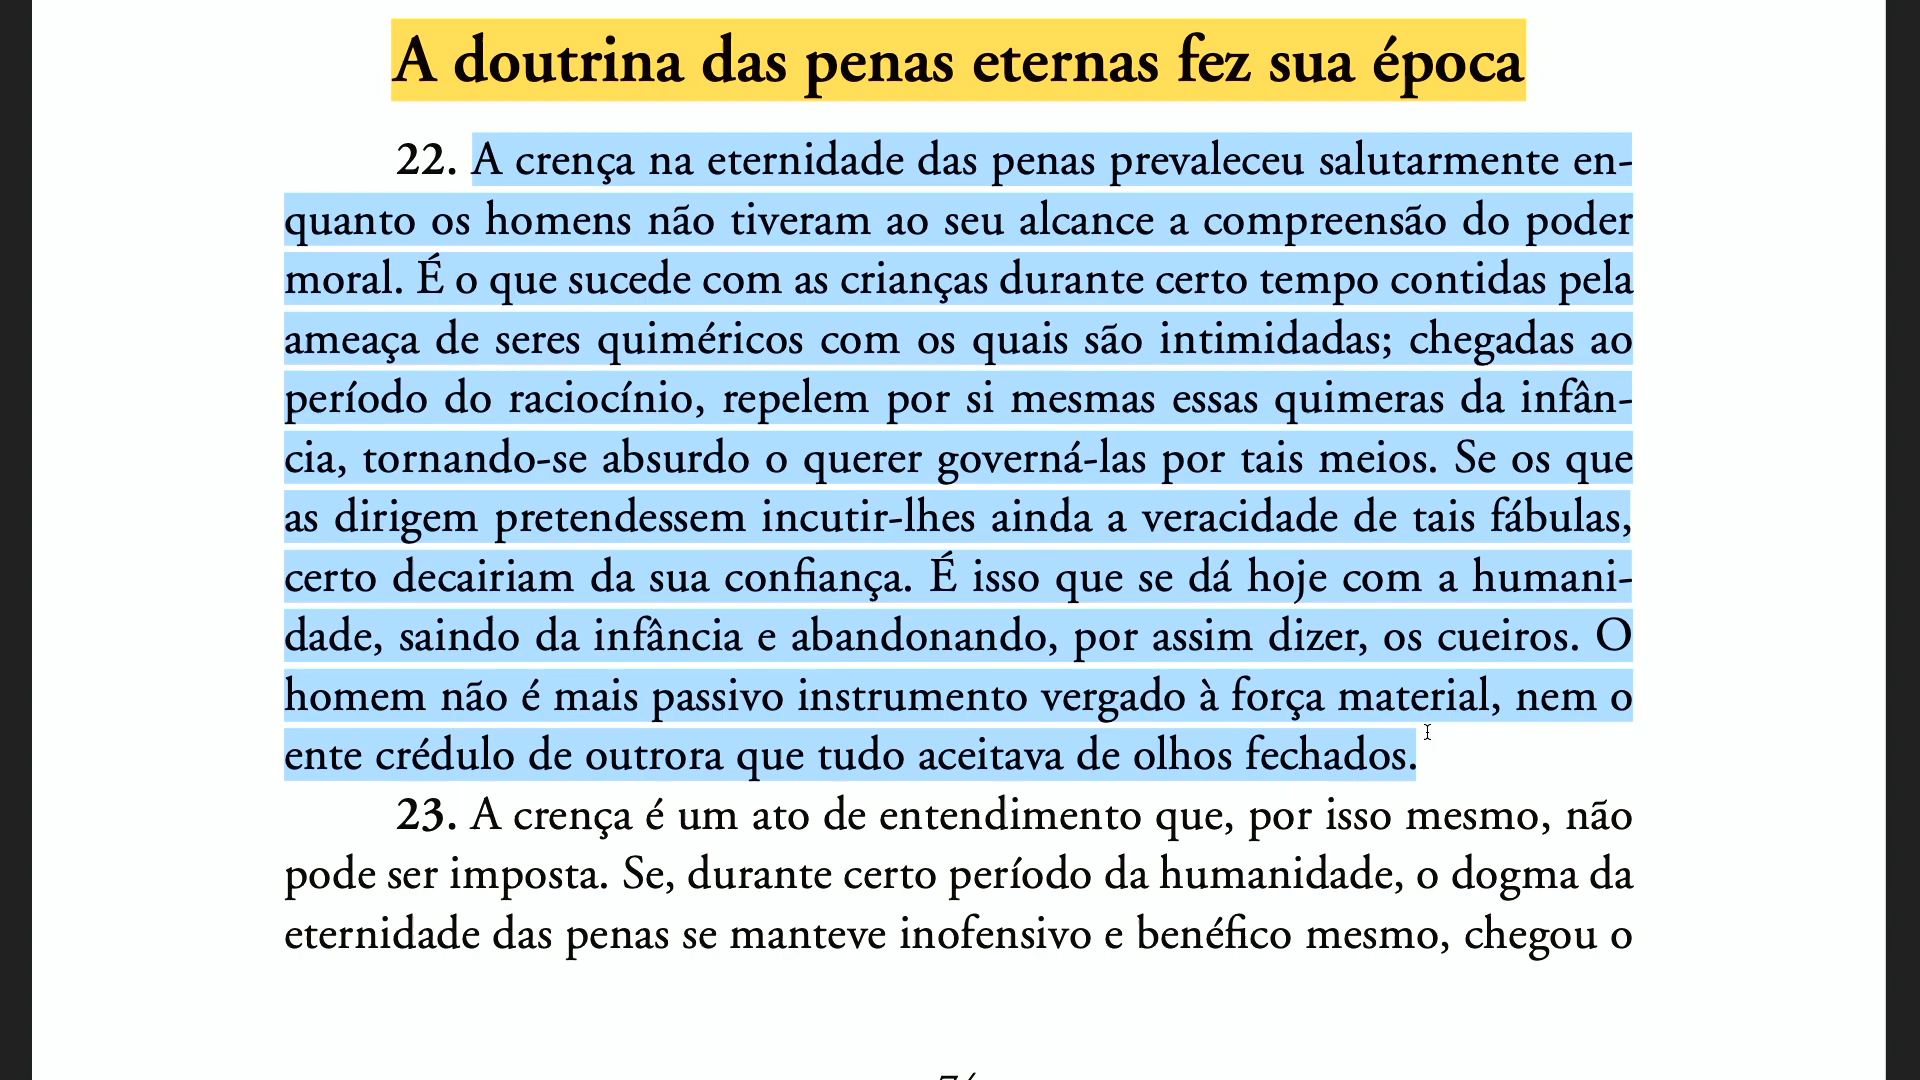 A doutrina das penas eternas fez sua época
22. A crença na eternidade das penas prevaleceu salutarmente en-
quanto os homens não tiveram ao seu alcance a compreensão do poder
moral. É o que sucede com as crianças durante certo tempo contidas pela
ameaça de seres quiméricos com os quais são intimidadas; chegadas ao
período do raciocínio, repelem por si mesmas essas quimeras da infân-
cia, tornando-se absurdo o querer governá-las por tais meios. Se os que
as dirigem pretendessem incutir-lhes ainda a veracidade de tais fábulas,
certo decairiam da sua confiança. É isso que se dá hoje com a humani-
dade, saindo da infância e abandonando, por assim dizer, os cueiros. O
homem não é mais passivo instrumento vergado à força material, nem o
ente crédulo de outrora que tudo aceitava de olhos fechados.
23. A crença é um ato de entendimento que, por isso mesmo, não
pode ser imposta. Se, durante certo período da humanidade, o dogma da
eternidade das penas se manteve inofensivo e benéfico mesmo, chegou o